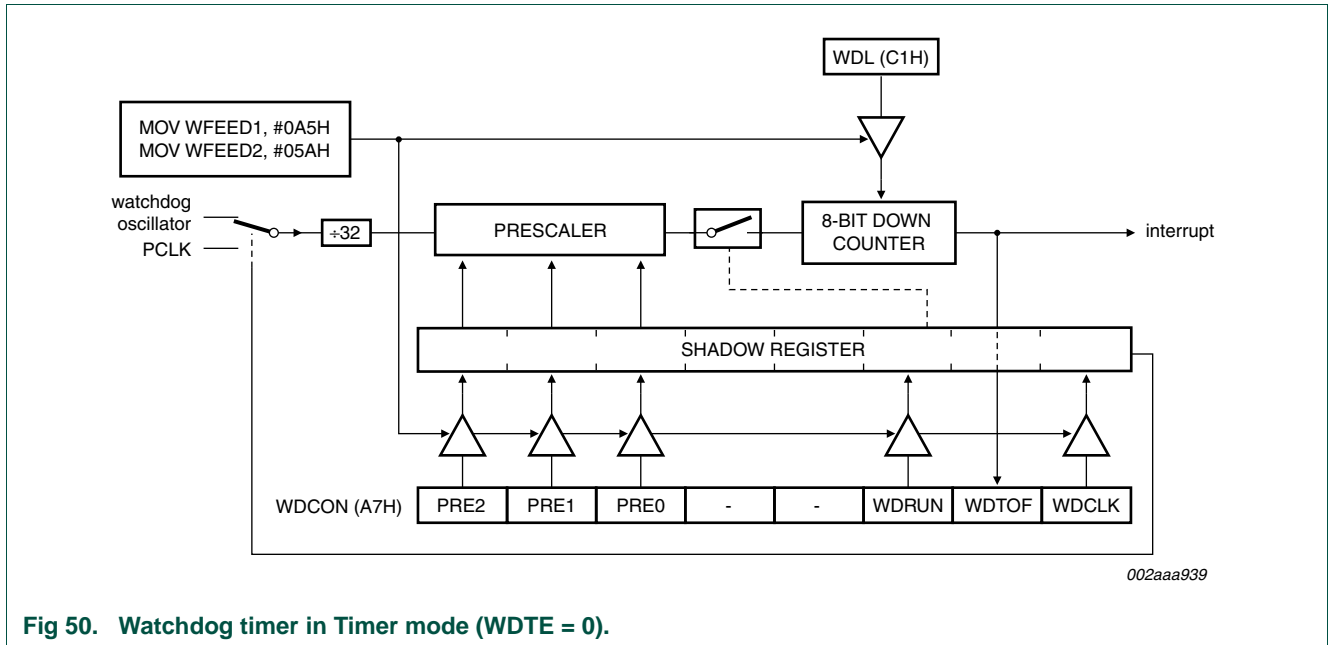 WDL (C1H)
MOV WFEED1, #0A5H
MOV WFEED2, #05AH
watchdog
oscillator
PCLK
÷32
PRESCALER
8-BIT DOWN
COUNTER
interrupt
SHADOW REGISTER
WDCON (A7H) PRE2 PRE1 PRE0 - - WDRUN WDTOF WDCLK
002aaa939
Fig 50. Watchdog timer in Timer mode (WDTE = 0).